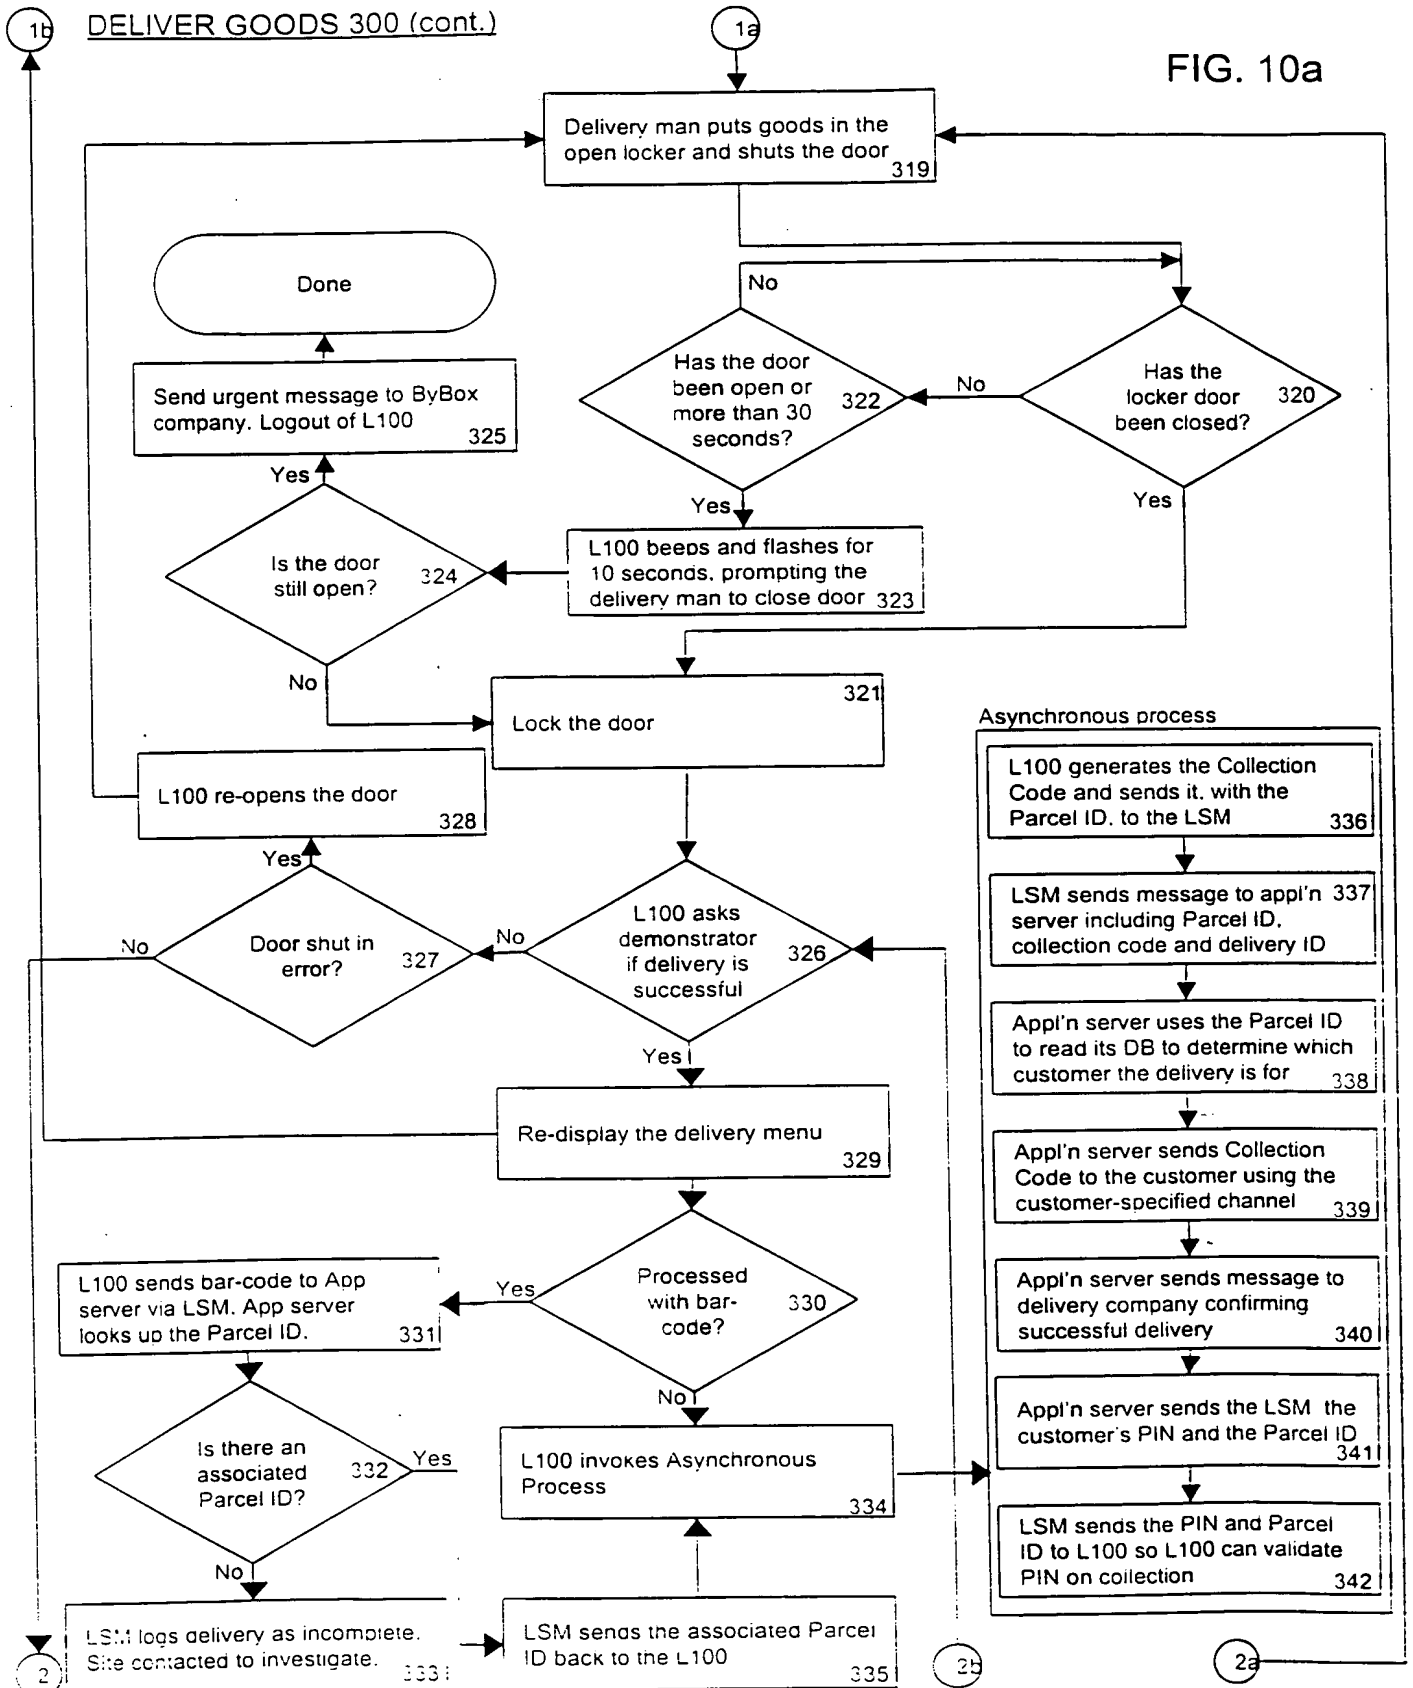 1b
DELIVER GOODS 300 (cont.)
1a
FIG. 10a
Delivery man puts goods in the
open locker and shuts the door
319
Done
No
Has the door
been open or
more than 30
seconds?
322
No
Has the
locker door
been closed?
320
Send urgent message to ByBox
company. Logout of L100
325
Yes
Yes
Yes
Is the door
still open?
324
L100 beeps and flashes for
10 seconds, prompting the
delivery man to close door
323
No
321
Lock the door
L100 re-opens the door
328
Yes
No
Door shut in
error?
327
No
L100 asks
demonstrator
if delivery is
successful
326
Yes
Re-display the delivery menu
329
L100 sends bar-code to App
server via LSM. App server
looks up the Parcel ID.
331
Yes
Processed
with bar-
code?
330
No
Is there an
associated
Parcel ID?
332
Yes
L100 invokes Asynchronous
Process
334
No
LSM logs delivery as incomplete.
Site contacted to investigate.
333
LSM sends the associated Parcel
ID back to the L100
335
Asynchronous process
L100 generates the Collection
Code and sends it, with the
Parcel ID, to the LSM
336
LSM sends message to appl'n
server including Parcel ID,
collection code and delivery ID
337
Appl'n server uses the Parcel ID
to read its DB to determine which
customer the delivery is for
338
Appl'n server sends Collection
Code to the customer using the
customer-specified channel
339
Appl'n server sends message to
delivery company confirming
successful delivery
340
Appl'n server sends the LSM the
customer's PIN and the Parcel ID
341
LSM sends the PIN and Parcel
ID to L100 so L100 can validate
PIN on collection
342
2
2b
2a